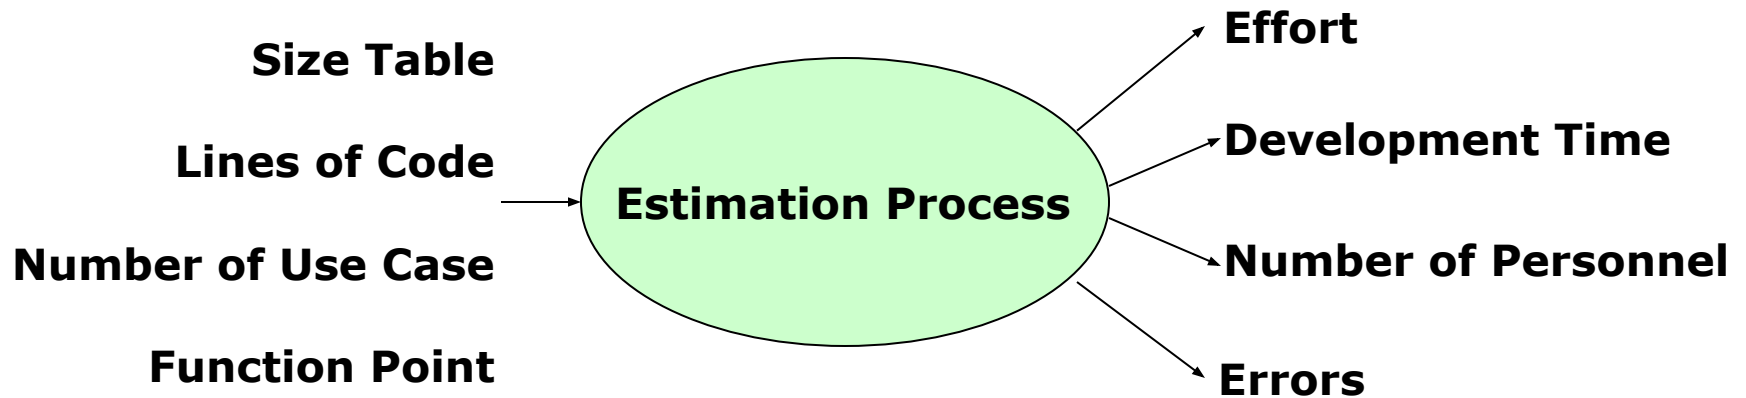 Size Table
Lines of Code
Number of Use Case
Function Point
Estimation Process
Effort
Development Time
Number of Personnel
Errors